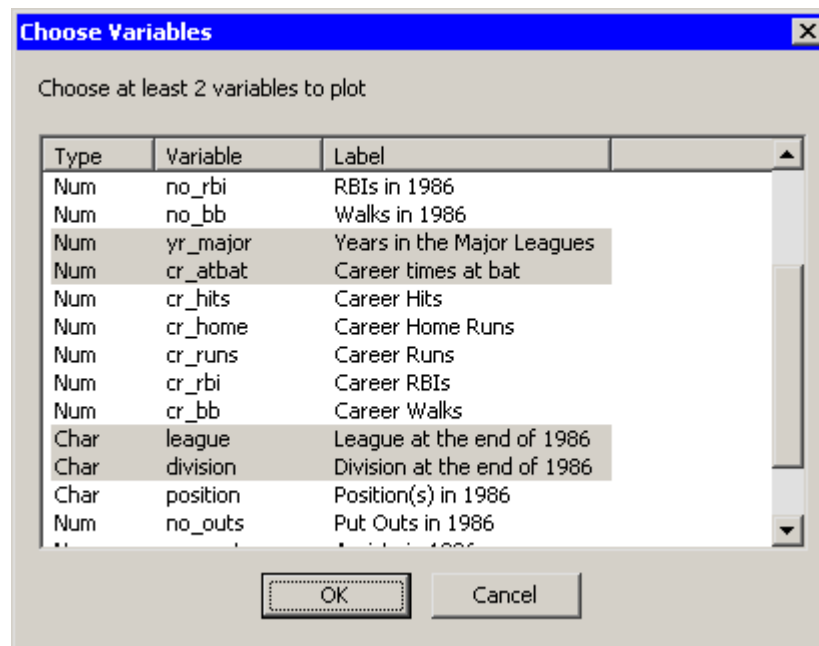 Choose Variables
Choose at least 2 variables to plot
Type Variable Label
Num no_rbi RBIs in 1986
Num no_bb Walks in 1986
Num yr_major Years in the Major Leagues
Num cr_atbat Career times at bat
Num cr_hits Career Hits
Num cr_home Career Home Runs
Num cr_runs Career Runs
Num cr_rbi Career RBIs
Num cr_bb Career Walks
Char league League at the end of 1986
Char division Division at the end of 1986
Char position Position(s) in 1986
Num no_outs Put Outs in 1986
OK Cancel